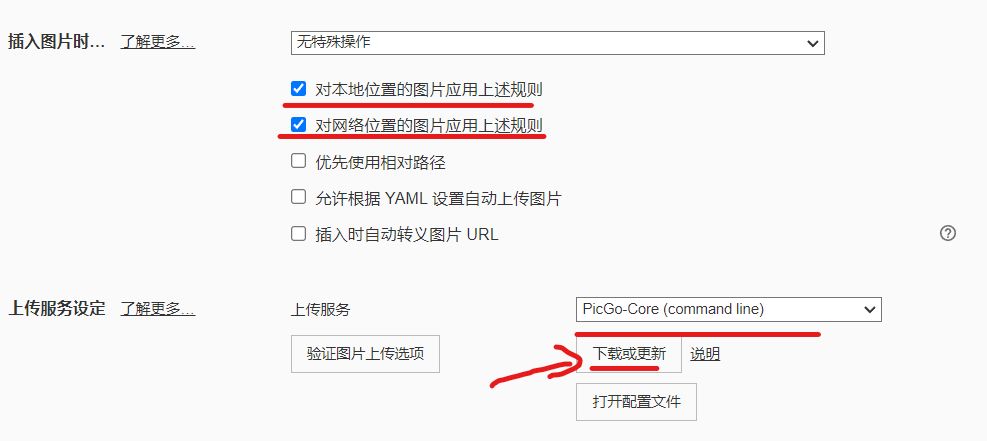 插入图片时... 了解更多... 无特殊操作
对本地位置的图片应用上述规则
对网络位置的图片应用上述规则
优先使用相对路径
允许根据 YAML 设置自动上传图片
插入时自动转义图片 URL
上传服务设定 了解更多... 上传服务 PicGo-Core (command line)
验证图片上传选项 下载或更新 说明
打开配置文件